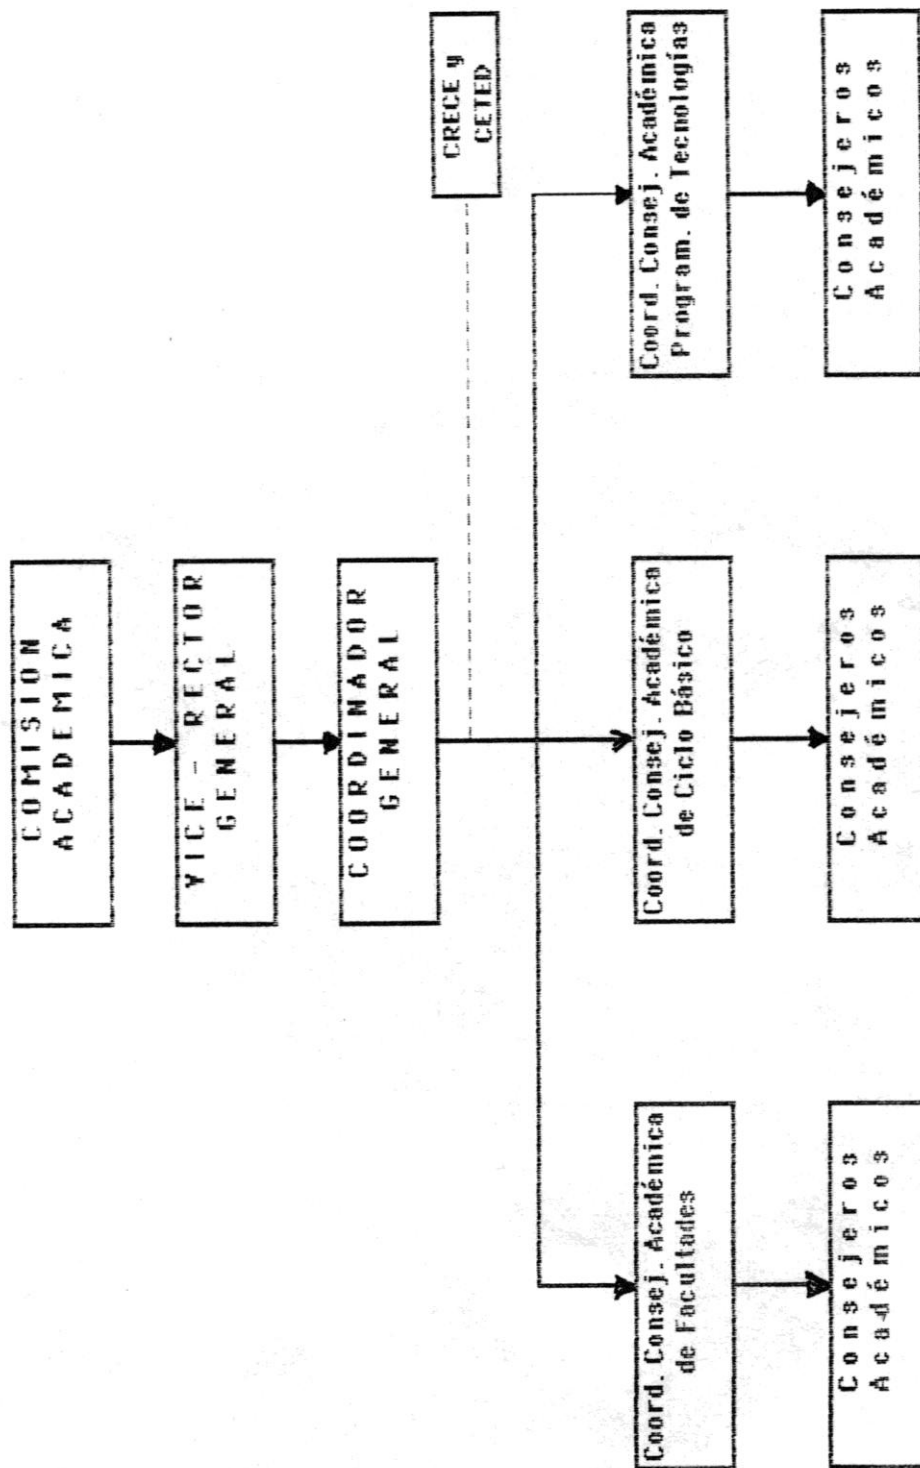 COMISION
ACADEMICA
VICE - RECTOR
GENERAL
COORDINADOR
GENERAL
CRECE y
CETED
Coord. Consej. Académica
de Facultades
Coord. Consej. Académica
de Ciclo Básico
Coord. Consej. Académica
Program. de Tecnologías
Consejeros
Académicos
Consejeros
Académicos
Consejeros
Académicos